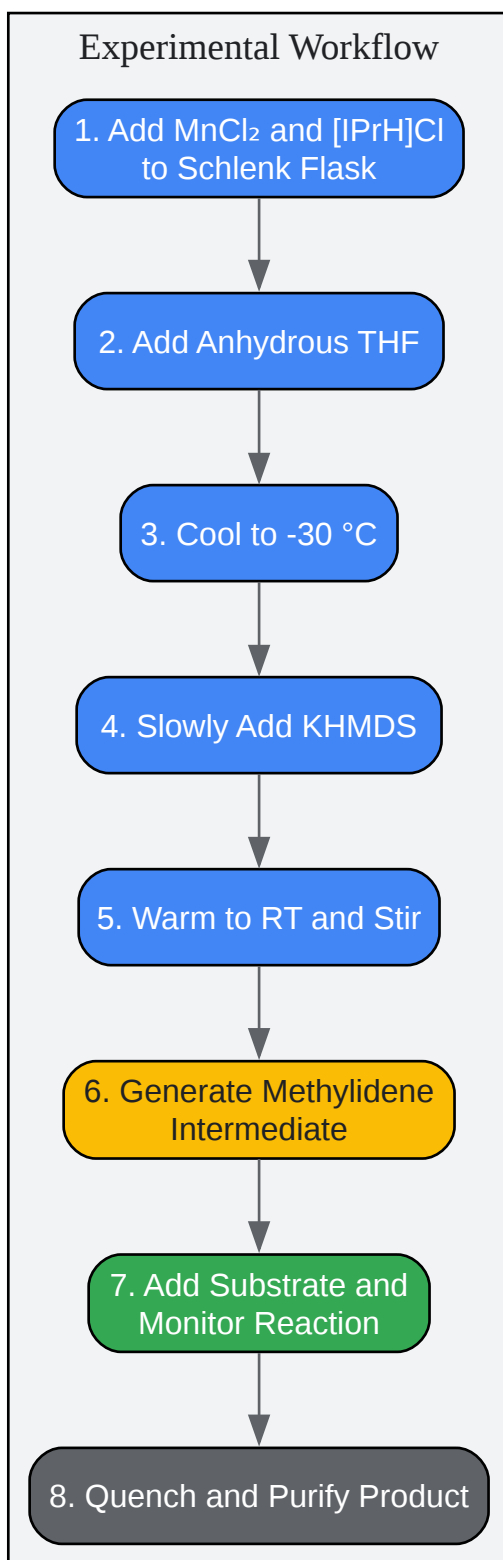 Experimental Workflow
1. Add MnCl₂ and [IPrH]Cl
to Schlenk Flask
2. Add Anhydrous THF
3. Cool to -30 °C
4. Slowly Add KHMDS
5. Warm to RT and Stir
6. Generate Methylidene
Intermediate
7. Add Substrate and
Monitor Reaction
8. Quench and Purify Product